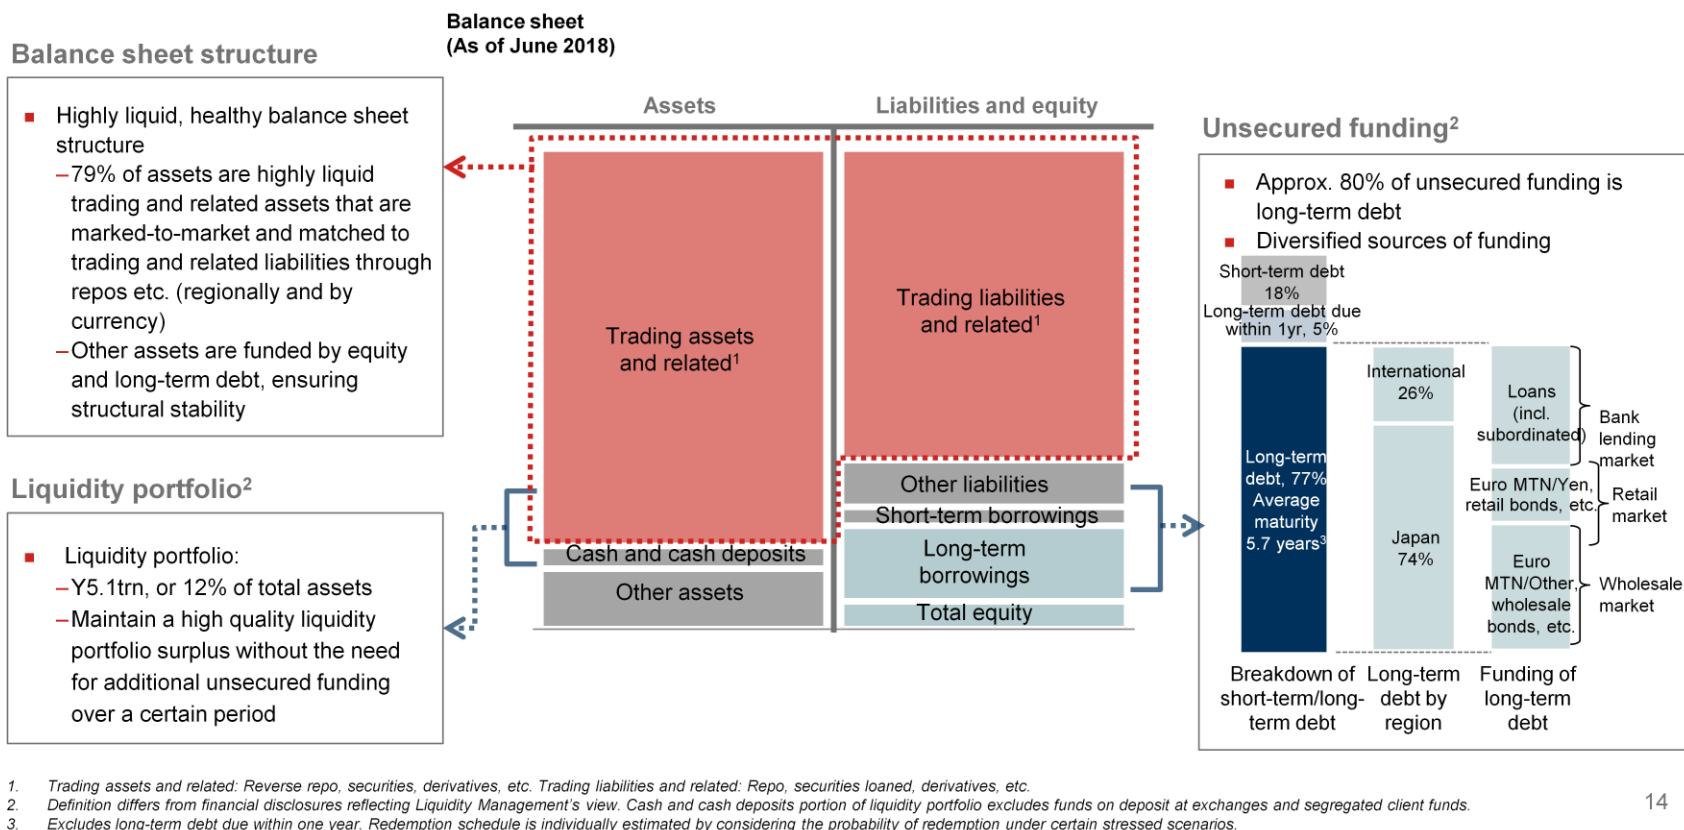 Balance sheet
(As of June 2018)
Balance sheet structure
■ Highly liquid, healthy balance sheet
structure
–79% of assets are highly liquid
trading and related assets that are
marked-to-market and matched to
trading and related liabilities through
repos etc. (regionally and by
currency)
–Other assets are funded by equity
and long-term debt, ensuring
structural stability
Liquidity portfolio²
■ Liquidity portfolio:
–Y5.1trn, or 12% of total assets
–Maintain a high quality liquidity
portfolio surplus without the need
for additional unsecured funding
over a certain period
Assets
Trading assets
and related¹
Cash and cash deposits
Other assets
Liabilities and equity
Trading liabilities
and related¹
Other liabilities
Short-term borrowings
Long-term
borrowings
Total equity
Unsecured funding²
■ Approx. 80% of unsecured funding is
long-term debt
■ Diversified sources of funding
Short-term debt
18%
Long-term debt due
within 1yr, 5%
Long-term
debt, 77%
Average
maturity
5.7 years³
Breakdown of
short-term/long-
term debt
International
26%
Japan
74%
Long-term
debt by
region
Loans
(incl.
subordinated)
Euro MTN/Yen,
retail bonds, etc.
Euro
MTN/Other,
wholesale
bonds, etc.
Funding of
long-term
debt
Bank
lending
market
Retail
market
Wholesale
market
1. Trading assets and related: Reverse repo, securities, derivatives, etc. Trading liabilities and related: Repo, securities loaned, derivatives, etc.
2. Definition differs from financial disclosures reflecting Liquidity Management's view. Cash and cash deposits portion of liquidity portfolio excludes funds on deposit at exchanges and segregated client funds.
3. Excludes long-term debt due within one year. Redemption schedule is individually estimated by considering the probability of redemption under certain stressed scenarios.
14